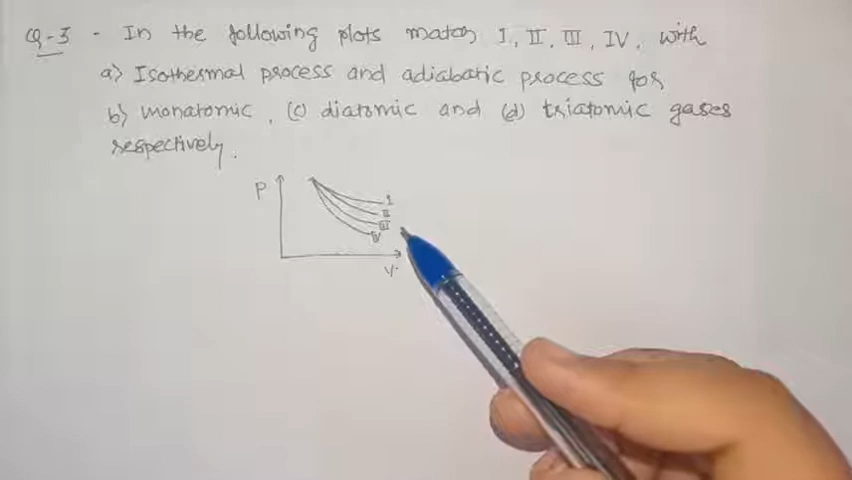 Q-3 - In the following plots match I, II, III, IV, with
a) Isothermal process and adiabatic process for
b) monatomic, (c) diatomic and (d) triatomic gases
respectively.
P
I
II
III
IV
V